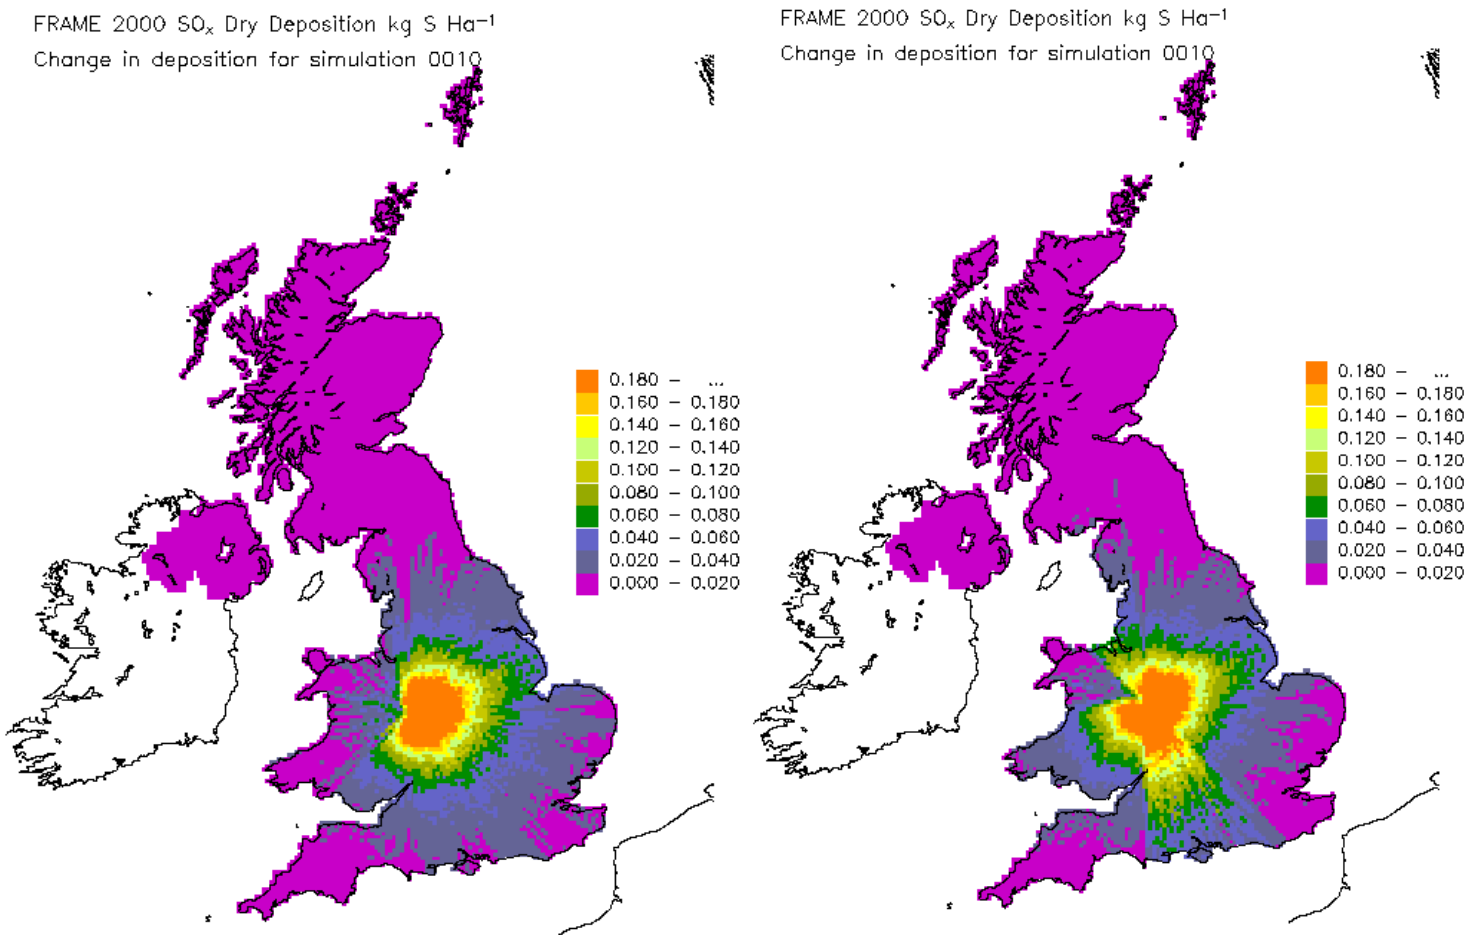 FRAME 2000 SOₓ Dry Deposition kg S Ha⁻¹
Change in deposition for simulation 0010
0.180 – ...
0.160 – 0.180
0.140 – 0.160
0.120 – 0.140
0.100 – 0.120
0.080 – 0.100
0.060 – 0.080
0.040 – 0.060
0.020 – 0.040
0.000 – 0.020
FRAME 2000 SOₓ Dry Deposition kg S Ha⁻¹
Change in deposition for simulation 0010
0.180 – ...
0.160 – 0.180
0.140 – 0.160
0.120 – 0.140
0.100 – 0.120
0.080 – 0.100
0.060 – 0.080
0.040 – 0.060
0.020 – 0.040
0.000 – 0.020